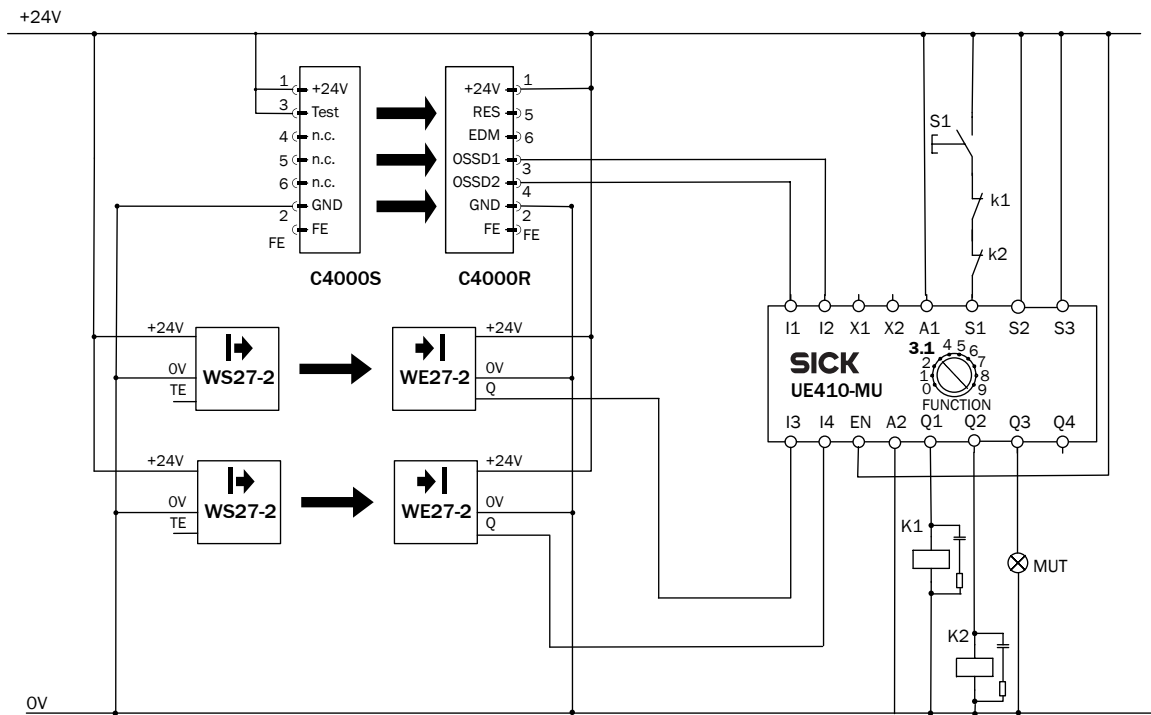 +24V
1 +24V
3 Test
4 n.c.
5 n.c.
6 n.c.
GND
2
FE FE
C4000S
+24V 1
RES 5
EDM 6
OSSD1
3
OSSD2
4
GND
2
FE FE
C4000R
S1
k1
k2
+24V
0V
TE
WS27-2
WE27-2
+24V
0V
Q
+24V
0V
TE
WS27-2
WE27-2
+24V
0V
Q
I1 I2 X1 X2 A1 S1 S2 S3
SICK
UE410-MU
0 1 2 3.1 4 5 6 7 8 9
FUNCTION
I3 I4 EN A2 Q1 Q2 Q3 Q4
K1
MUT
K2
0V